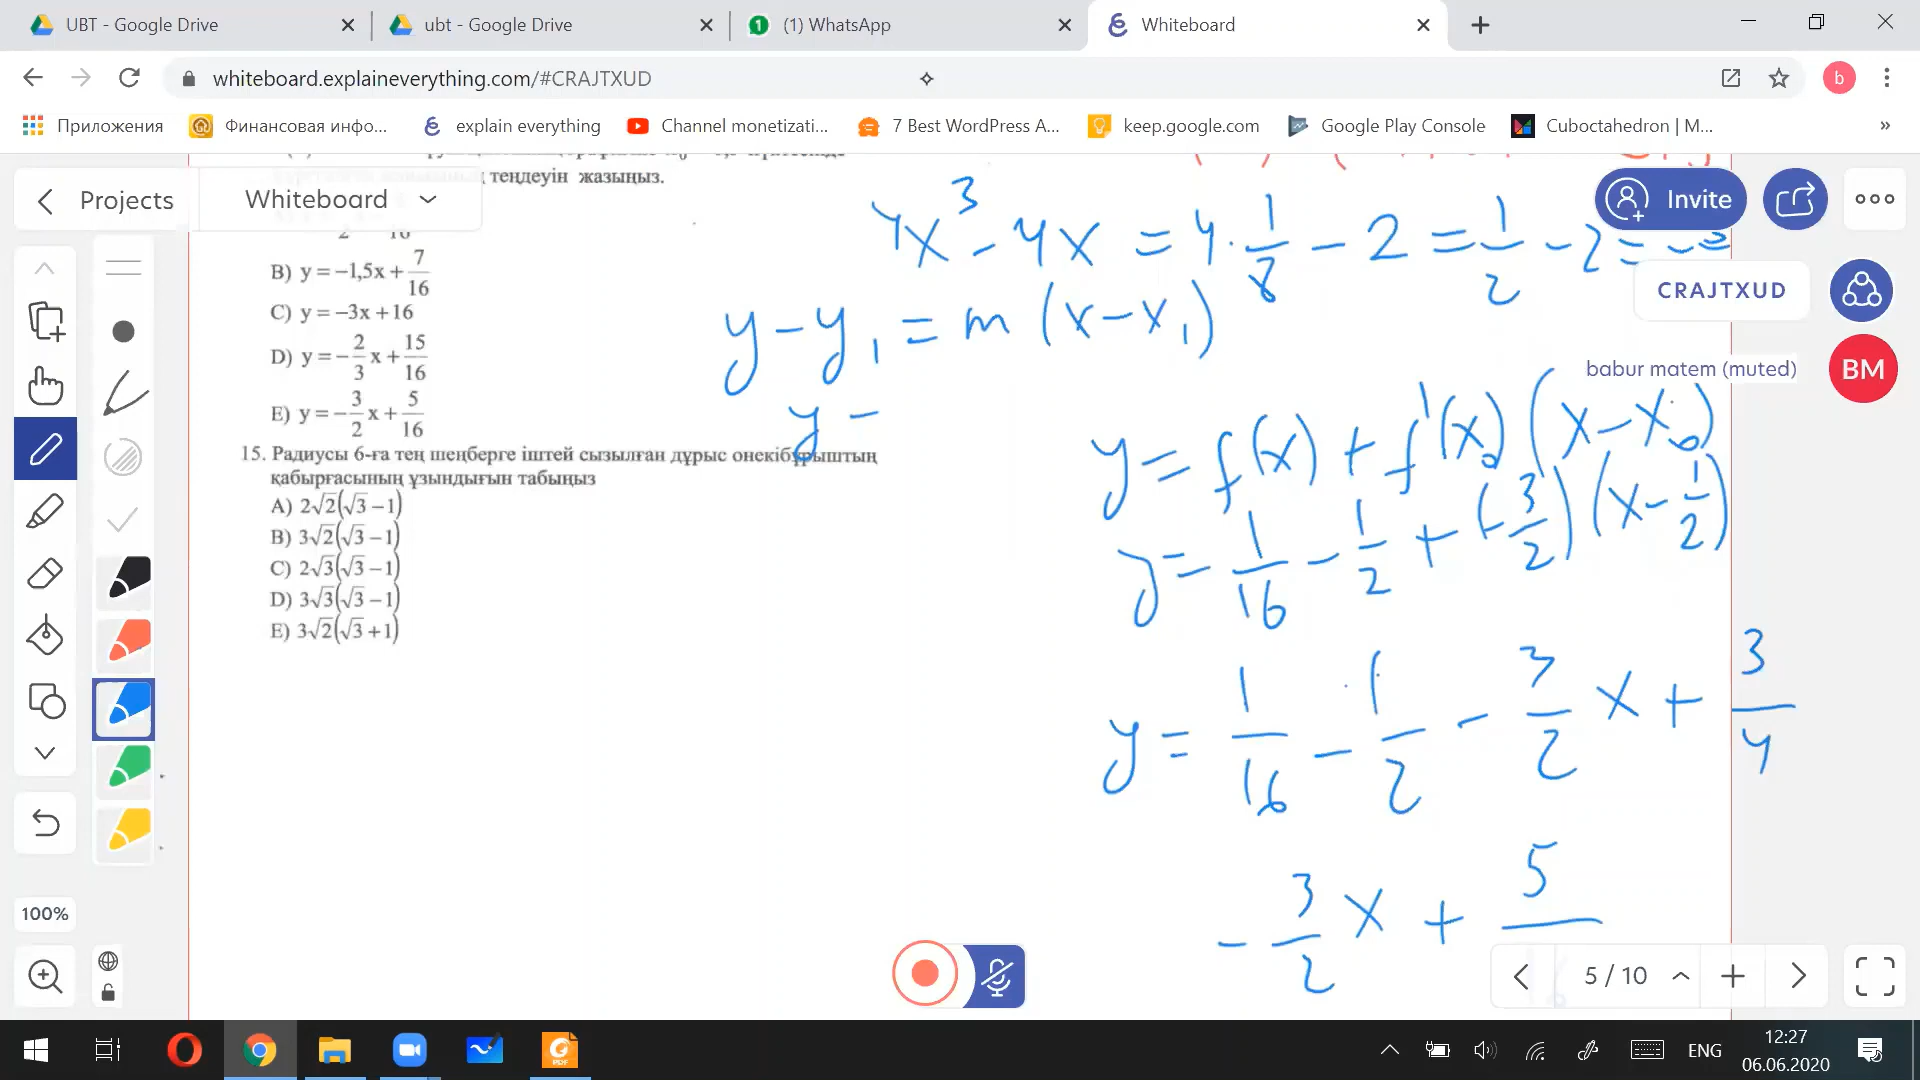 UBT - Google Drive
ubt - Google Drive
(1) WhatsApp
Whiteboard
whiteboard.explaineverything.com/#CRAJTXUD
b
Приложения
Финансовая инфо...
explain everything
Channel monetizati...
7 Best WordPress A...
keep.google.com
Google Play Console
Cuboctahedron | M...
»
Projects
Whiteboard
теңдеуін жазыңыз.
B) y = −1,5x + 7/16
C) y = −3x + 16
D) y = − 2/3 x + 15/16
E) y = − 3/2 x + 5/16
15. Радиусы 6-ға тең шеңберге іштей сызылған дұрыс онекібұрыштың
қабырғасының ұзындығын табыңыз
A) 2√2(√3 − 1)
B) 3√2(√3 − 1)
C) 2√3(√3 − 1)
D) 3√3(√3 − 1)
E) 3√2(√3 + 1)
4x³ − 4x = 4 · 1/8 − 2 = 1/2 − 2 =
y − y₁ = m (x − x₁)
y =
y = f(x) + f'(x₀)(x − x₀)
y = 1/16 − 1/2 + (− 3/2)(x − 1/2)
y = 1/16 − 1/2 − 3/2 x + 3/4
− 3/2 x + 5
Invite
CRAJTXUD
babur matem (muted)
BM
100%
5 / 10
ENG
12:27
06.06.2020